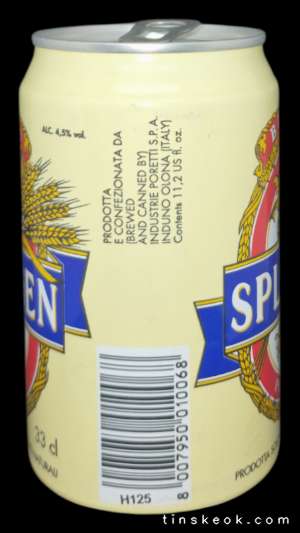 ALC. 4,5% vol.
PRODOTTA
E CONFEZIONATA DA
(BREWED
AND CANNED BY)
INDUSTRIE PORETTI S.P.A.
INDUNO OLONA (ITALY)
Contents 11,2 US fl. oz.
EN
SPL
33 cl
NATURALI
8 007950 010068
H125
PRODOTTA
tinskeok.com